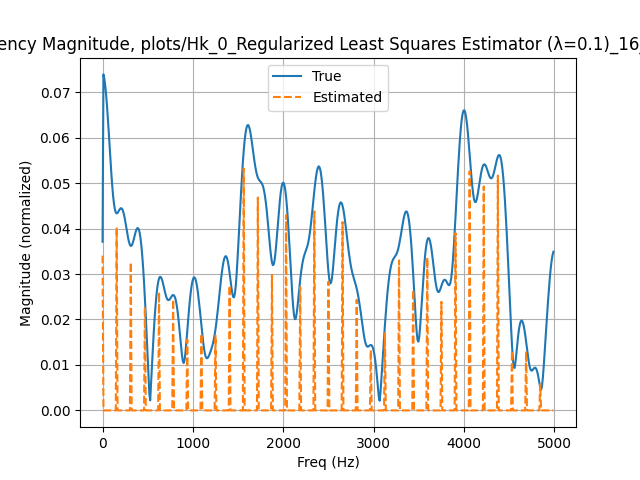 ency Magnitude, plots/Hk_0_Regularized Least Squares Estimator (λ=0.1)_16_
True
Estimated
0.07
0.06
0.05
0.04
0.03
0.02
0.01
0.00
Magnitude (normalized)
0 1000 2000 3000 4000 5000
Freq (Hz)